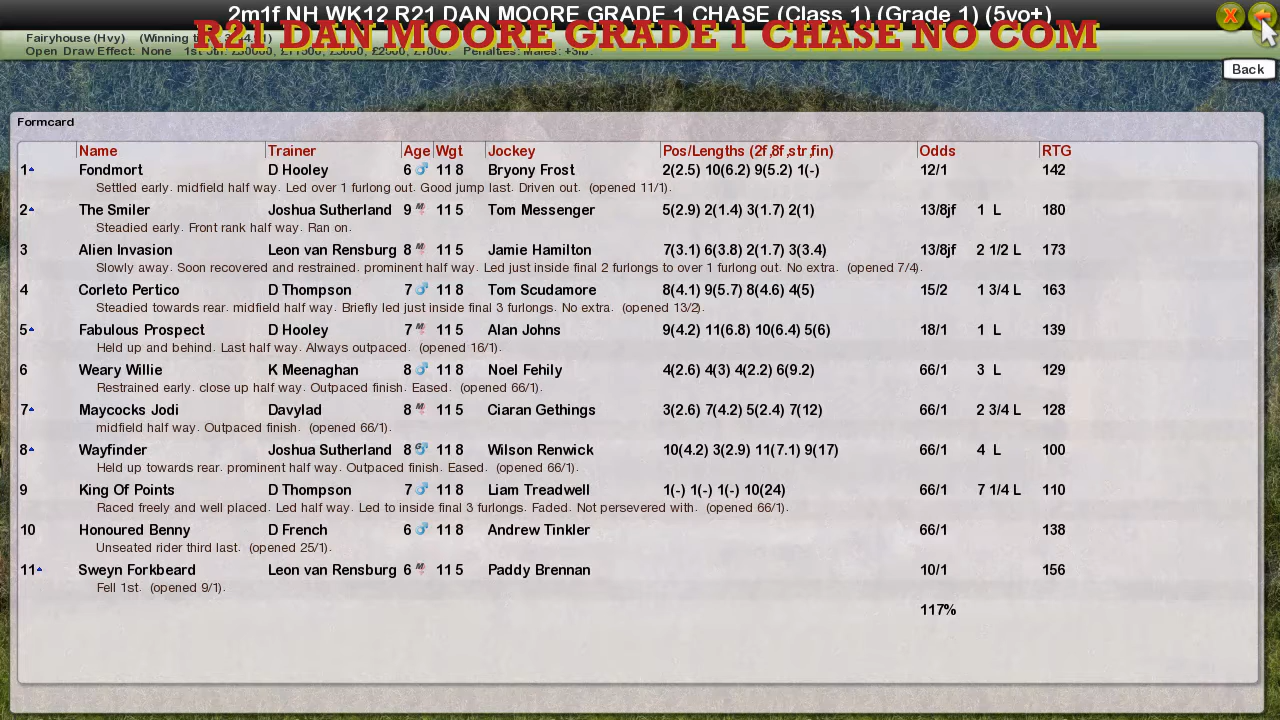 2m1f NH WK12 R21 DAN MOORE GRADE 1 CHASE (Class 1) (Grade 1) (5vo+)
R21 DAN MOORE GRADE 1 CHASE NO COM
Fairyhouse (Hvy) (Winning
Open Draw Effect: None 1st-5th: Penalties: Males: +3lb.
Back
Formcard
Name Trainer Age Wgt Jockey Pos/Lengths (2f,8f,str,fin) Odds RTG
1 Fondmort D Hooley 6 11 8 Bryony Frost 2(2.5) 10(6.2) 9(5.2) 1(-) 12/1 142
Settled early. midfield half way. Led over 1 furlong out. Good jump last. Driven out. (opened 11/1).
2 The Smiler Joshua Sutherland 9 11 5 Tom Messenger 5(2.9) 2(1.4) 3(1.7) 2(1) 13/8jf 1 L 180
Steadied early. Front rank half way. Ran on.
3 Alien Invasion Leon van Rensburg 8 11 5 Jamie Hamilton 7(3.1) 6(3.8) 2(1.7) 3(3.4) 13/8jf 2 1/2 L 173
Slowly away. Soon recovered and restrained. prominent half way. Led just inside final 2 furlongs to over 1 furlong out. No extra. (opened 7/4).
4 Corleto Pertico D Thompson 7 11 8 Tom Scudamore 8(4.1) 9(5.7) 8(4.6) 4(5) 15/2 1 3/4 L 163
Steadied towards rear. midfield half way. Briefly led just inside final 3 furlongs. No extra. (opened 13/2).
5 Fabulous Prospect D Hooley 7 11 5 Alan Johns 9(4.2) 11(6.8) 10(6.4) 5(6) 18/1 1 L 139
Held up and behind. Last half way. Always outpaced. (opened 16/1).
6 Weary Willie K Meenaghan 8 11 8 Noel Fehily 4(2.6) 4(3) 4(2.2) 6(9.2) 66/1 3 L 129
Restrained early. close up half way. Outpaced finish. Eased. (opened 66/1).
7 Maycocks Jodi Davylad 8 11 5 Ciaran Gethings 3(2.6) 7(4.2) 5(2.4) 7(12) 66/1 2 3/4 L 128
midfield half way. Outpaced finish. (opened 66/1).
8 Wayfinder Joshua Sutherland 8 11 8 Wilson Renwick 10(4.2) 3(2.9) 11(7.1) 9(17) 66/1 4 L 100
Held up towards rear. prominent half way. Outpaced finish. Eased. (opened 66/1).
9 King Of Points D Thompson 7 11 8 Liam Treadwell 1(-) 1(-) 1(-) 10(24) 66/1 7 1/4 L 110
Raced freely and well placed. Led half way. Led to inside final 3 furlongs. Faded. Not persevered with. (opened 66/1).
10 Honoured Benny D French 6 11 8 Andrew Tinkler 66/1 138
Unseated rider third last. (opened 25/1).
11 Sweyn Forkbeard Leon van Rensburg 6 11 5 Paddy Brennan 10/1 156
Fell 1st. (opened 9/1).
117%